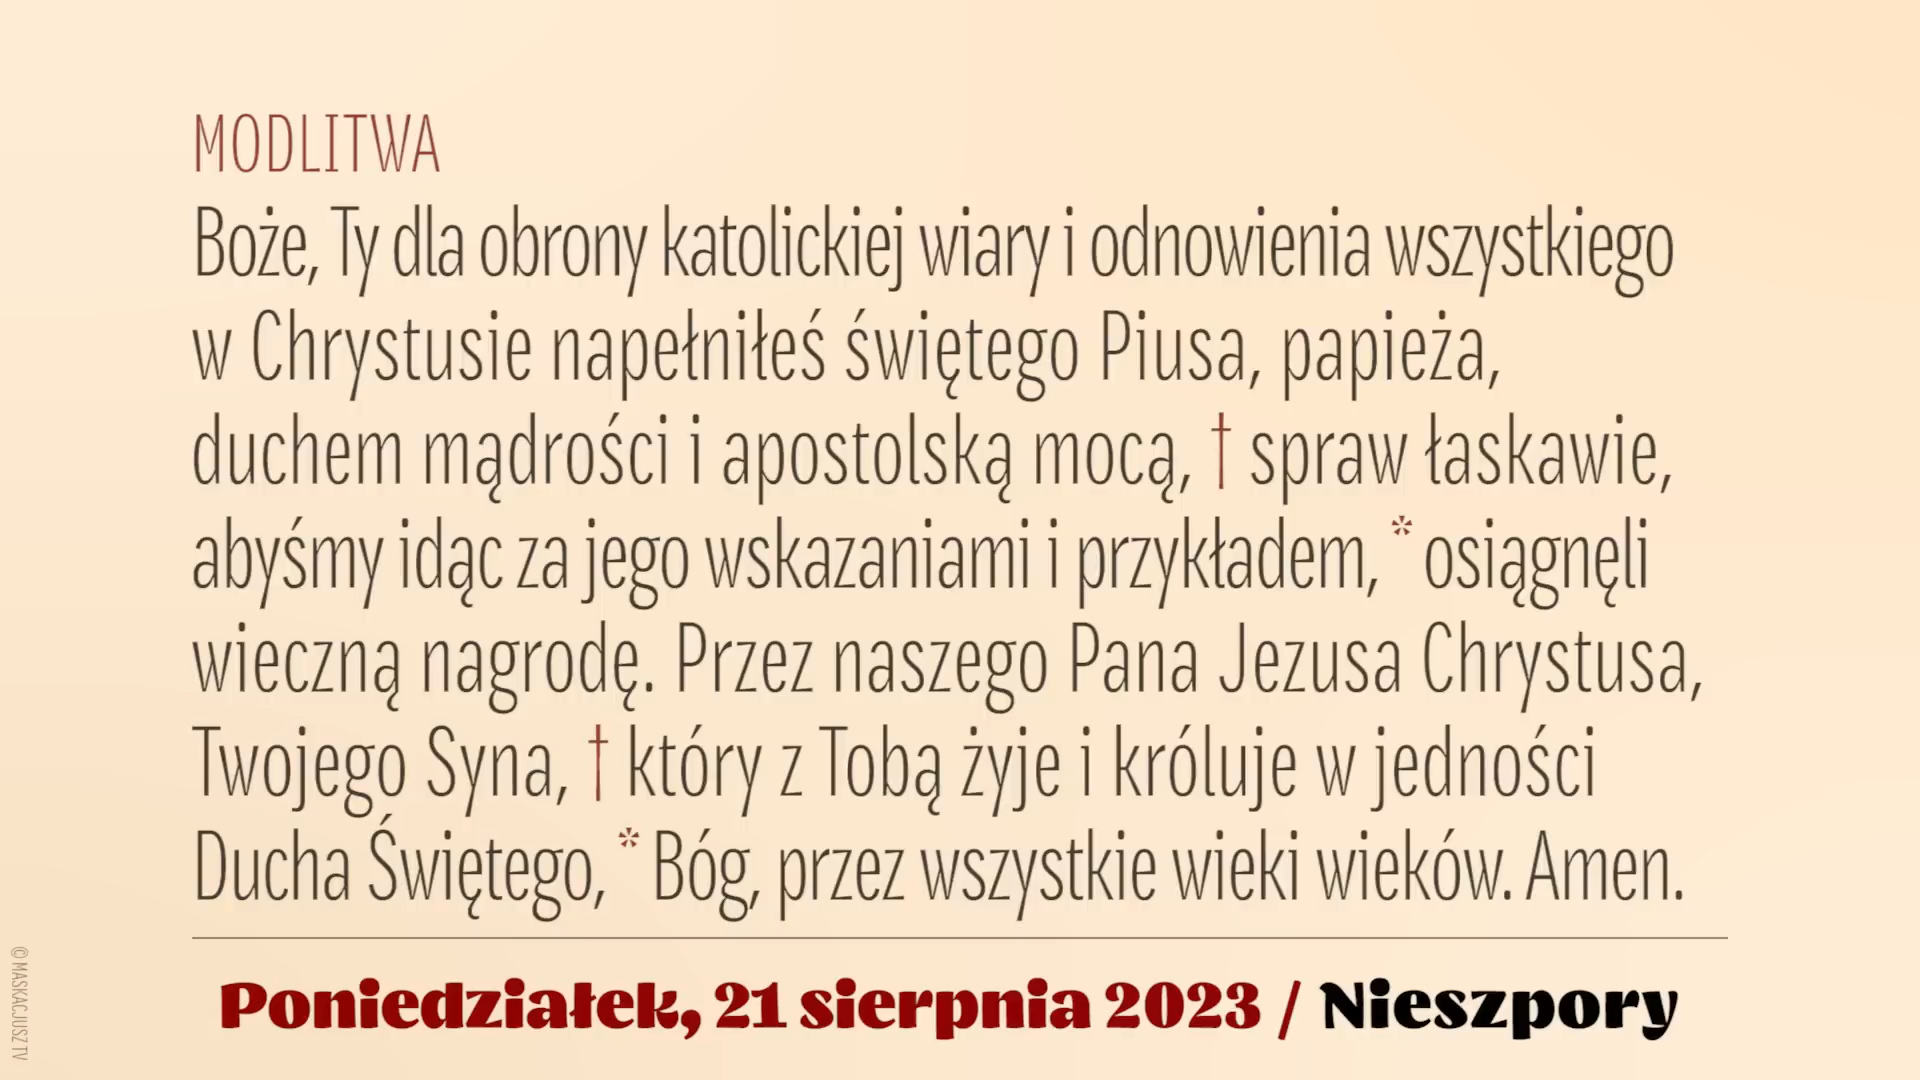 MODLITWA
Boże, Ty dla obrony katolickiej wiary i odnowienia wszystkiego
w Chrystusie napełniłeś świętego Piusa, papieża,
duchem mądrości i apostolską mocą, † spraw łaskawie,
abyśmy idąc za jego wskazaniami i przykładem, * osiągnęli
wieczną nagrodę. Przez naszego Pana Jezusa Chrystusa,
Twojego Syna, † który z Tobą żyje i króluje w jedności
Ducha Świętego, * Bóg, przez wszystkie wieki wieków. Amen.
Poniedziałek, 21 sierpnia 2023 / Nieszpory
© MASKACJUSZ TV